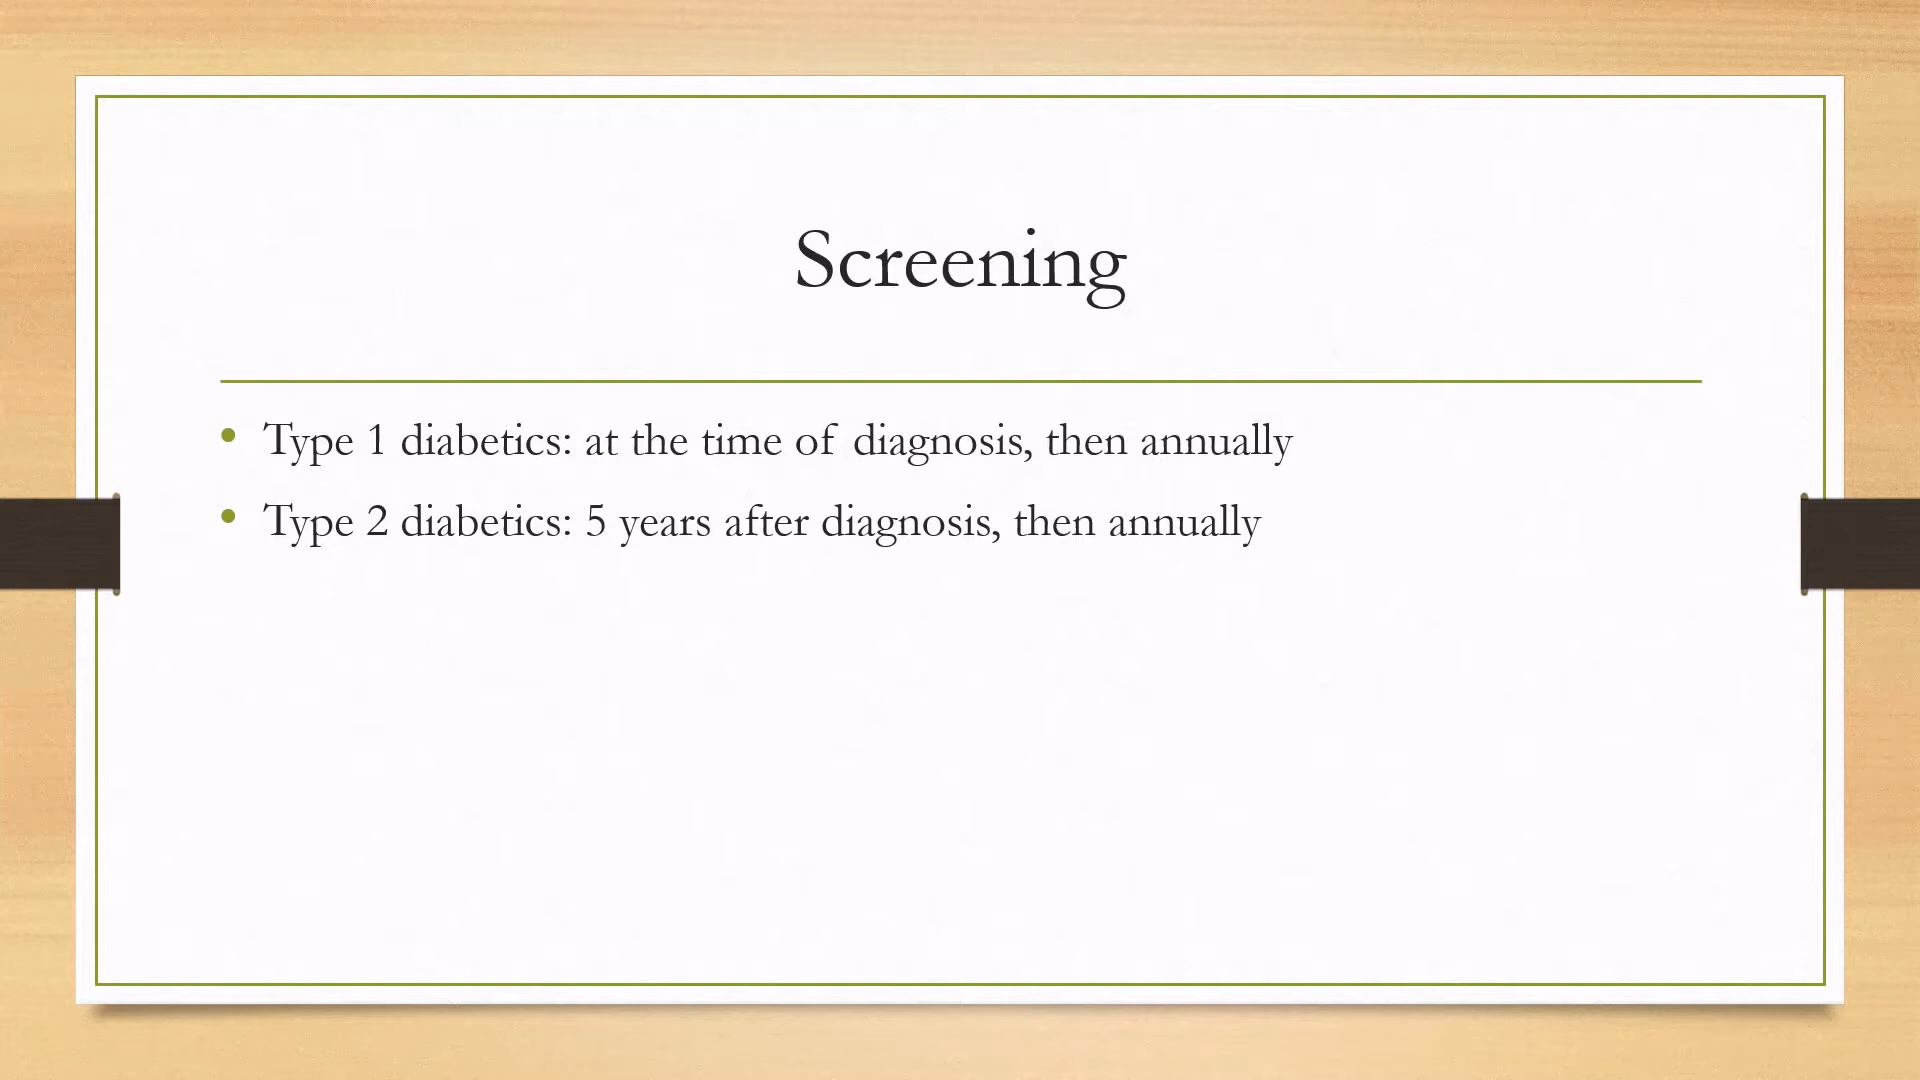 Screening
• Type 1 diabetics: at the time of diagnosis, then annually
• Type 2 diabetics: 5 years after diagnosis, then annually